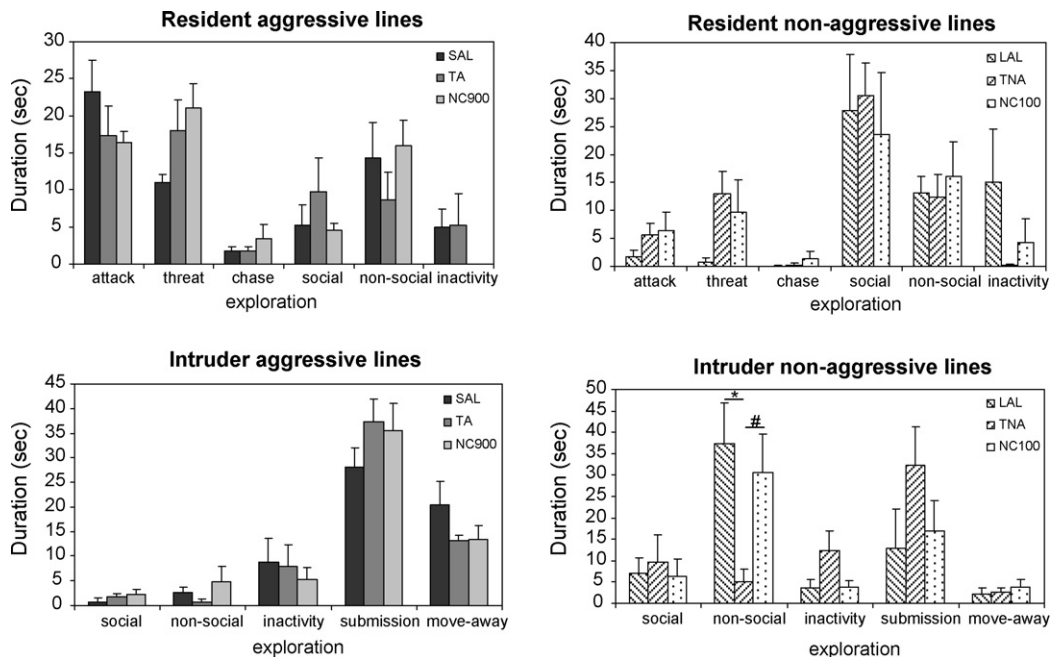 Resident aggressive lines
30
25
20
15
10
5
0
Duration (sec)
SAL
TA
NC900
attack threat chase social non-social inactivity
exploration
Resident non-aggressive lines
40
35
30
25
20
15
10
5
0
Duration (sec)
LAL
TNA
NC100
attack threat chase social non-social inactivity
exploration
Intruder aggressive lines
45
40
35
30
25
20
15
10
5
0
Duration (sec)
SAL
TA
NC900
social non-social inactivity submission move-away
exploration
Intruder non-aggressive lines
50
45
40
35
30
25
20
15
10
5
0
Duration (sec)
* 
#
LAL
TNA
NC100
social non-social inactivity submission move-away
exploration